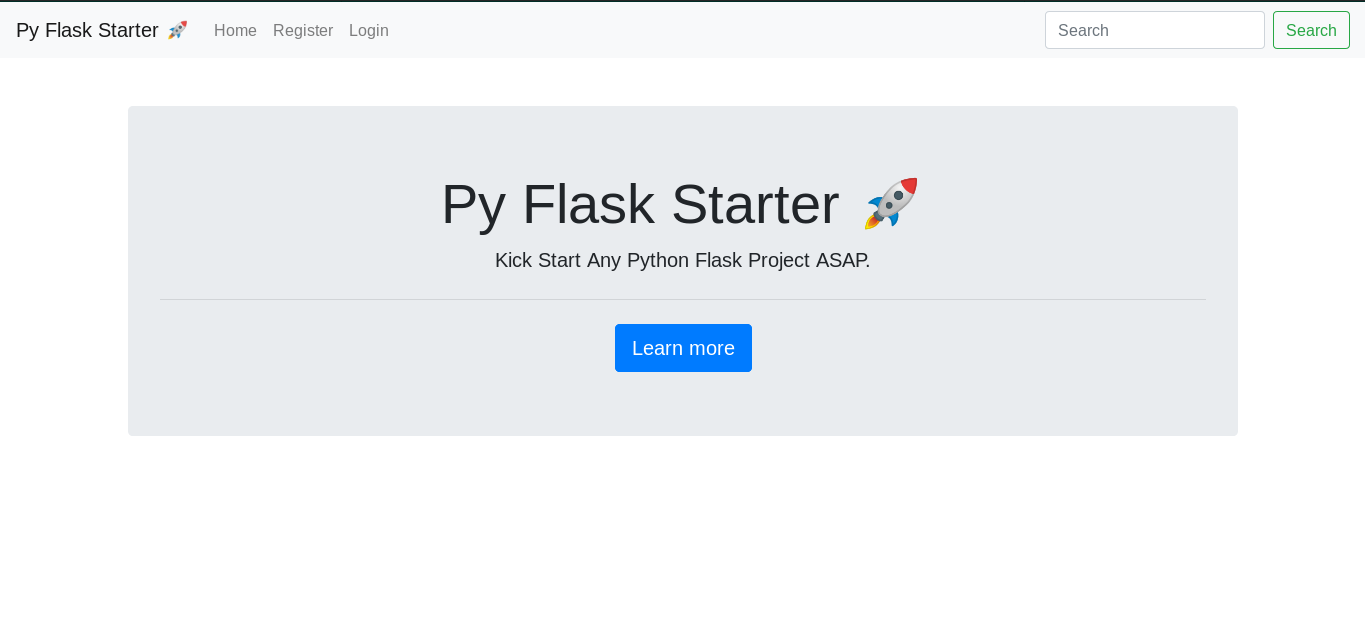 Py Flask Starter 🚀 Home Register Login Search Search
Py Flask Starter 🚀
Kick Start Any Python Flask Project ASAP.
Learn more